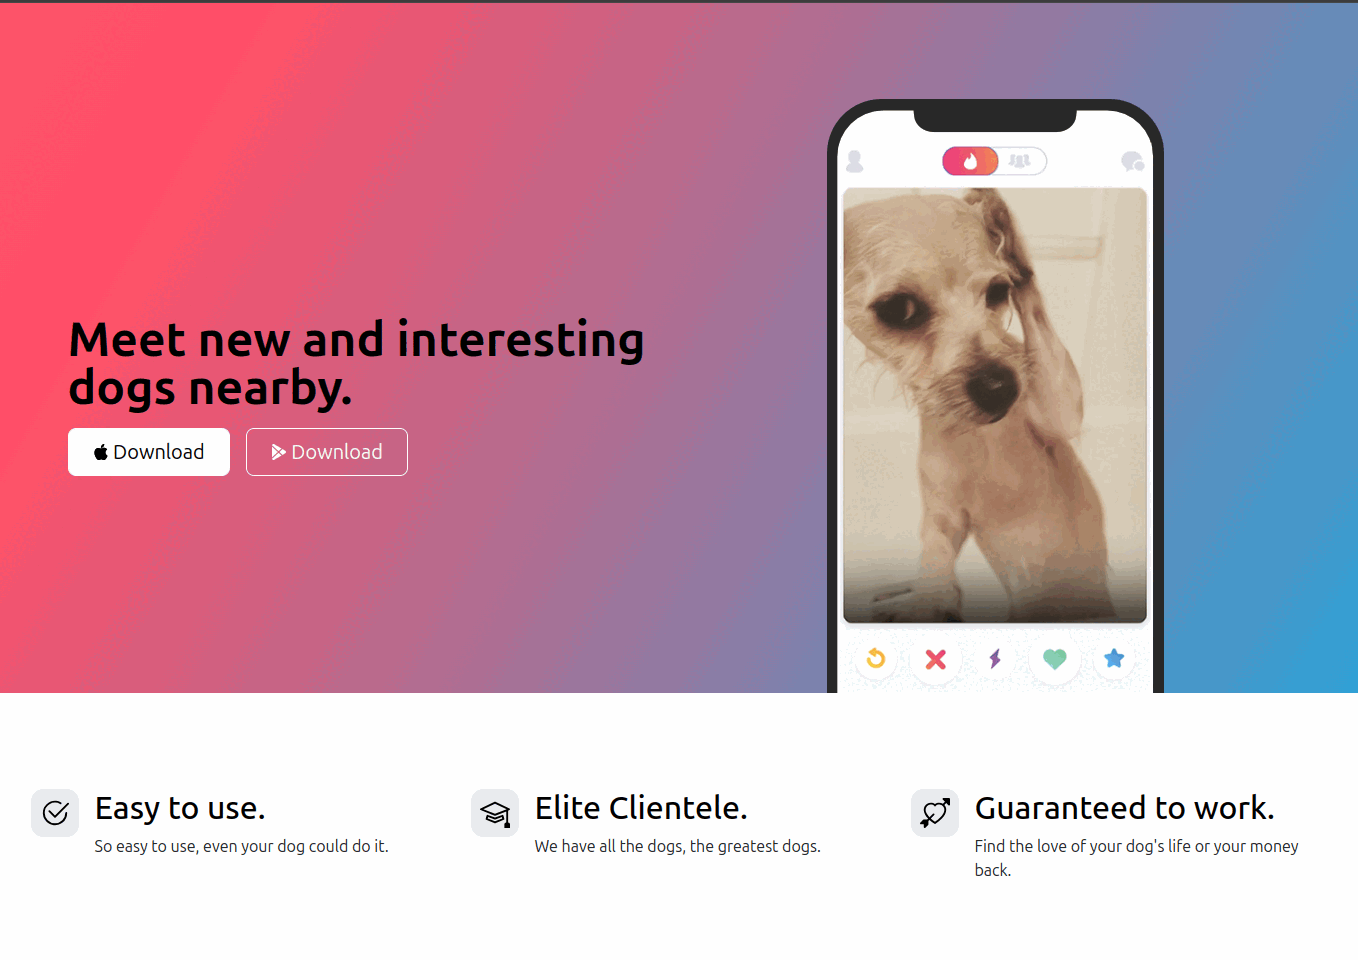 Meet new and interesting
dogs nearby.
Download
Download
Easy to use.
So easy to use, even your dog could do it.
Elite Clientele.
We have all the dogs, the greatest dogs.
Guaranteed to work.
Find the love of your dog's life or your money
back.